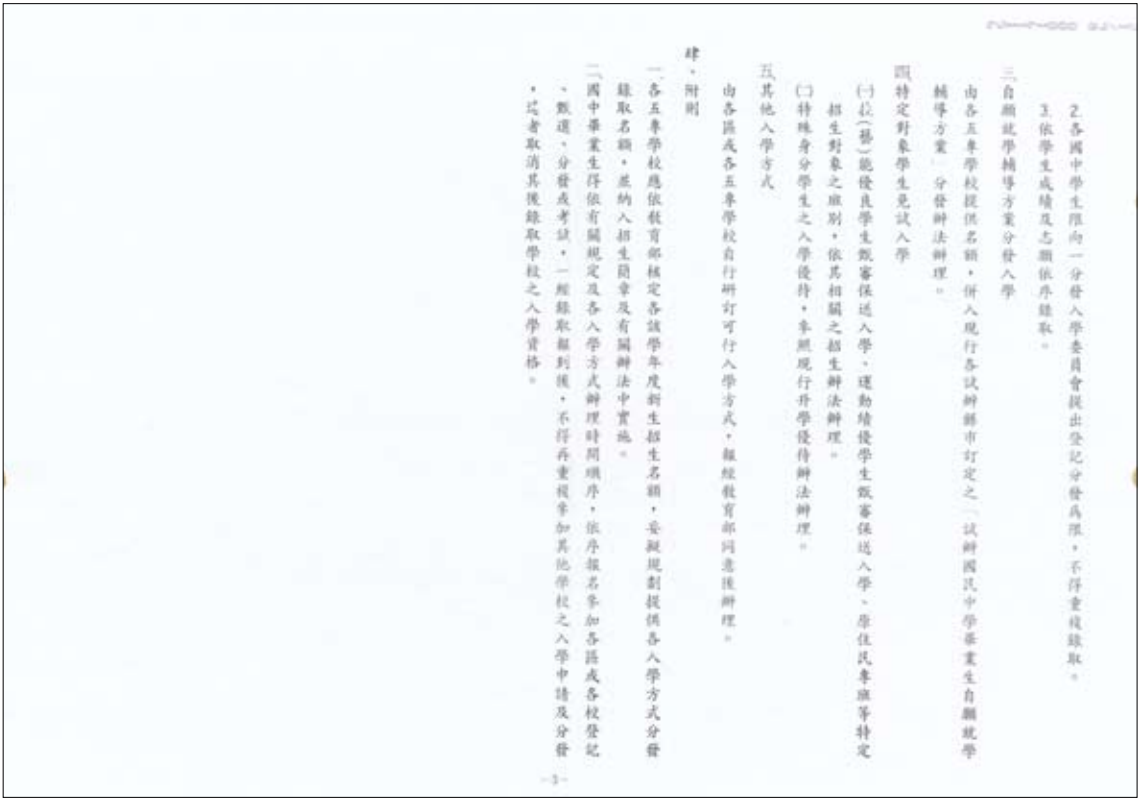 2.各國中學生限向一分發入學委員會提出登記分發為限，不得重複錄取。
3.依學生成績及志願依序錄取。
三、自願就學輔導方案分發入學
由各五專學校提供名額，併入現行各試辦縣市訂定之「試辦國民中學畢業生自願就學
輔導方案」分發辦法辦理。
四、特定對象學生免試入學
㈠技(藝)能優良學生甄審保送入學、運動績優學生甄審保送入學、原住民專班等特定
招生對象之班別，依其相關之招生辦法辦理。
㈡特殊身分學生之入學優待，參照現行升學優待辦法辦理。
五、其他入學方式
由各區或各五專學校自行研訂可行入學方式，報經教育部同意後辦理。
肆、附則
一、各五專學校應依教育部核定各該學年度新生招生名額，妥擬規劃提供各入學方式分發
錄取名額，並納入招生簡章及有關辦法中實施。
二、國中畢業生得依有關規定及各入學方式辦理時間順序，依序報名參加各區或各校登記
、甄選、分發或考試，一經錄取報到後，不得再重複參加其他學校之入學申請及分發
，違者取消其後錄取學校之入學資格。
-3-